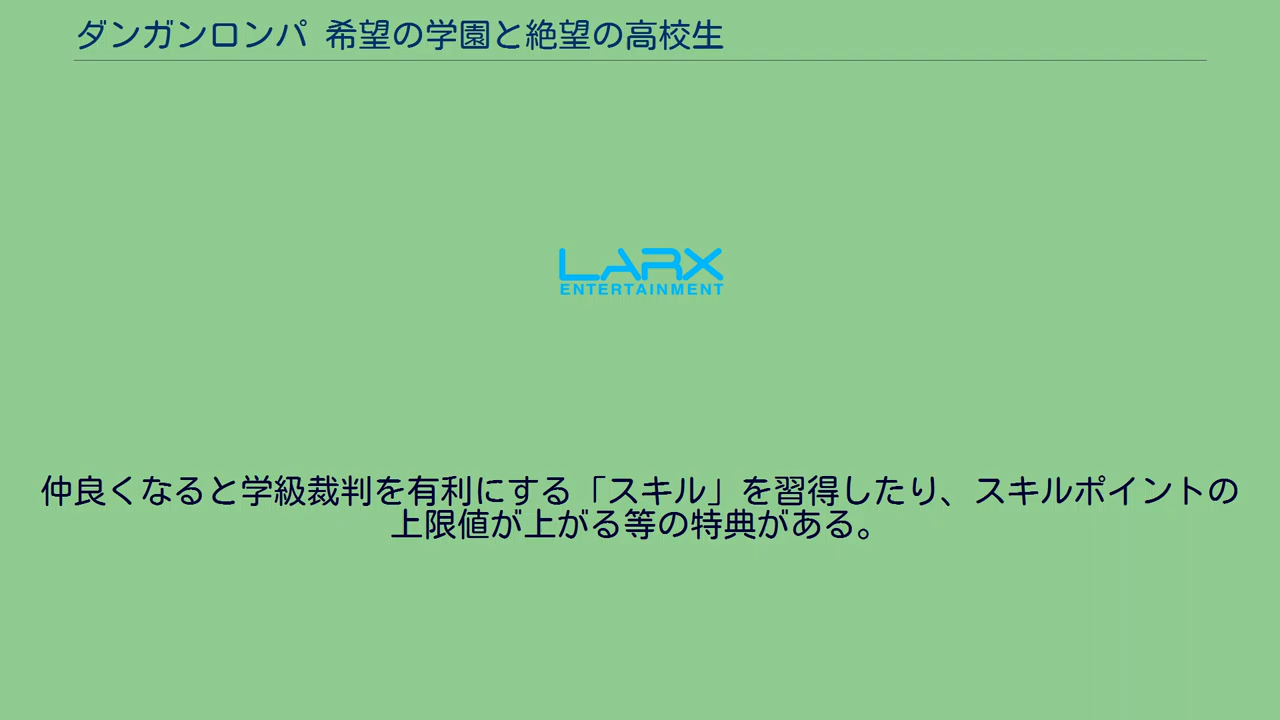 ダンガンロンパ 希望の学園と絶望の高校生
LARX
ENTERTAINMENT
仲良くなると学級裁判を有利にする「スキル」を習得したり、スキルポイントの
上限値が上がる等の特典がある。